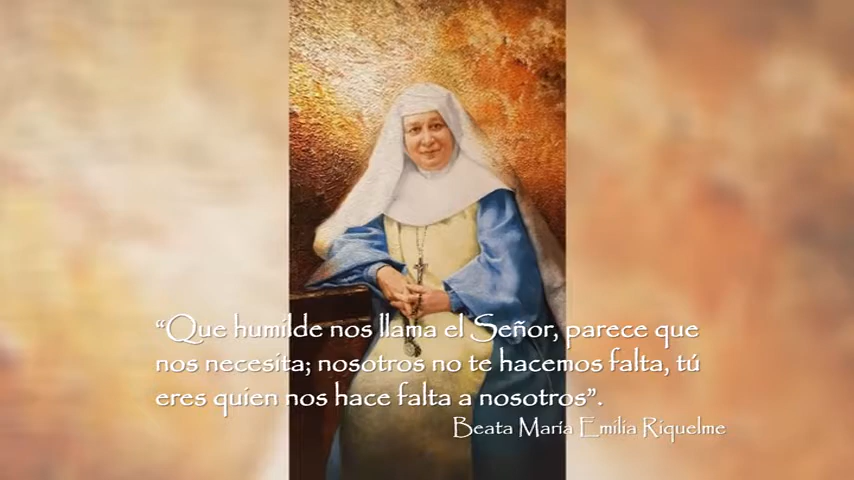 “Que humilde nos llama el Señor, parece que
nos necesita; nosotros no te hacemos falta, tú
eres quien nos hace falta a nosotros”.
Beata María Emilia Riquelme